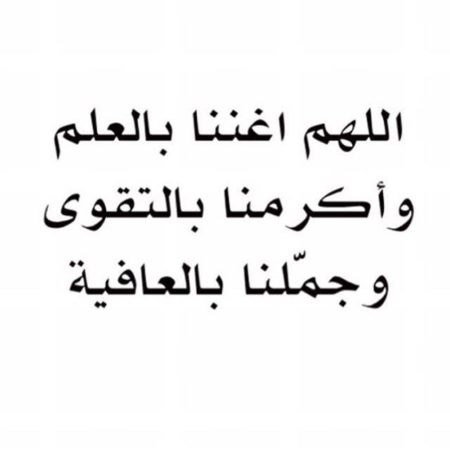 اللهم اغننا بالعلم
وأكرمنا بالتقوى
وجمّلنا بالعافية